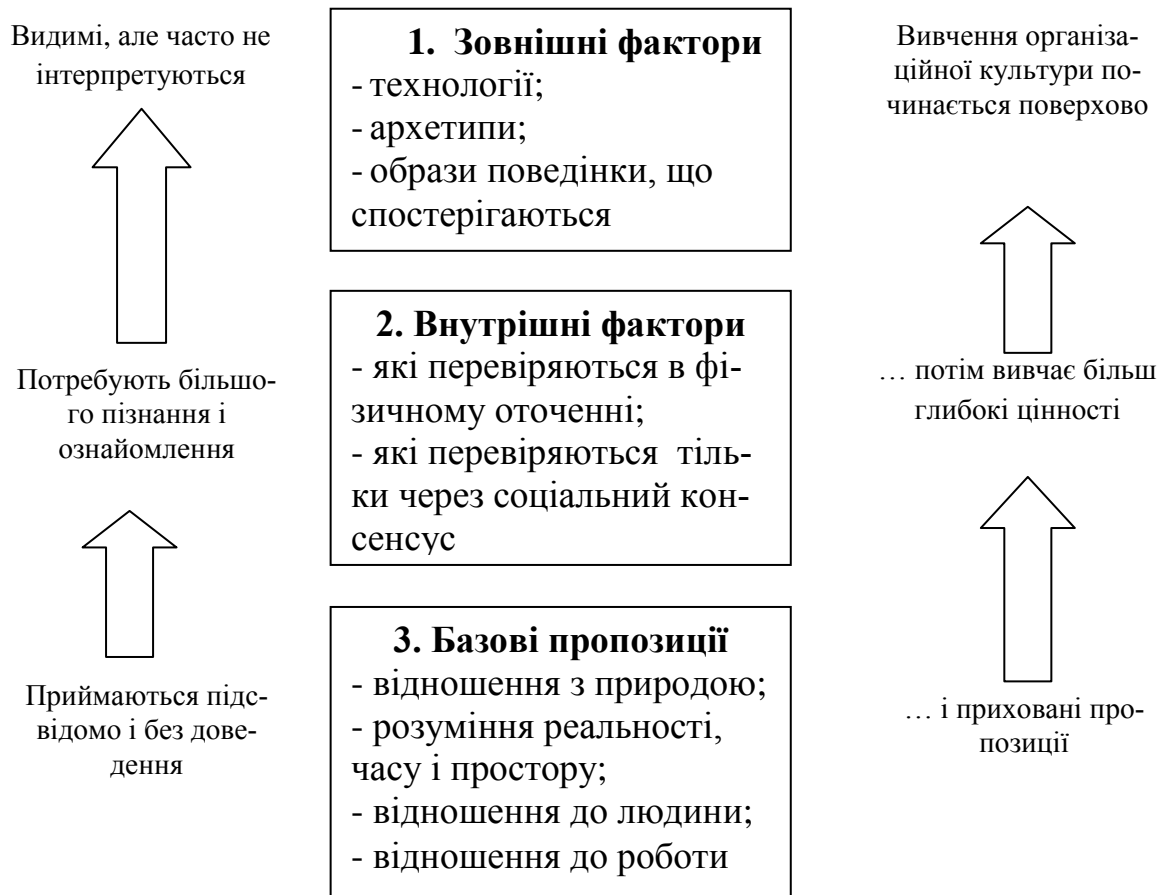 Видимі, але часто не
інтерпретуються
1. Зовнішні фактори
- технології;
- архетипи;
- образи поведінки, що
спостерігаються
Вивчення організа-
ційної культури по-
чинається поверхово
2. Внутрішні фактори
- які перевіряються в фі-
зичному оточенні;
- які перевіряються тіль-
ки через соціальний кон-
сенсус
Потребують більшо-
го пізнання і
ознайомлення
… потім вивчає більш
глибокі цінності
3. Базові пропозиції
- відношення з природою;
- розуміння реальності,
часу і простору;
- відношення до людини;
- відношення до роботи
Приймаються підс-
відомо і без дове-
дення
… і приховані про-
позиції